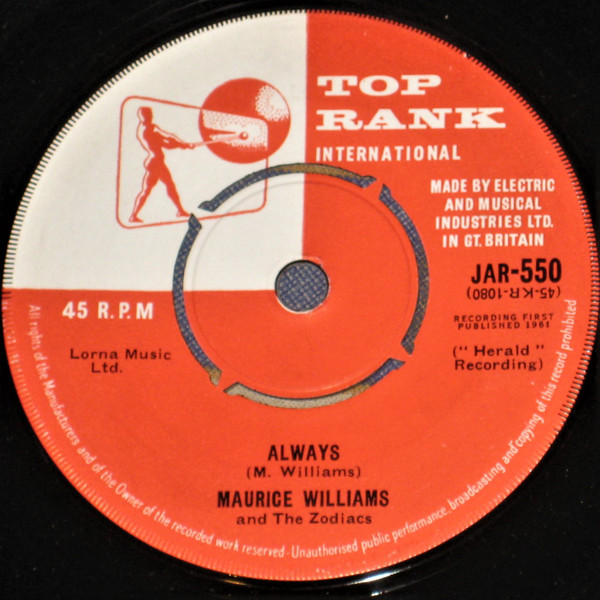 TOP
RANK
INTERNATIONAL
MADE BY ELECTRIC
AND MUSICAL
INDUSTRIES LTD.
IN GT. BRITAIN
JAR-550
(45-KR-1080)
45 R.P.M
RECORDING FIRST
PUBLISHED 1961
Lorna Music
Ltd.
("Herald"
Recording)
ALWAYS
(M. Williams)
MAURICE WILLIAMS
and The Zodiacs
All rights of the Manufacturers and of the Owner of the recorded work reserved-Unauthorised public performance, broadcasting and copying of this record prohibited